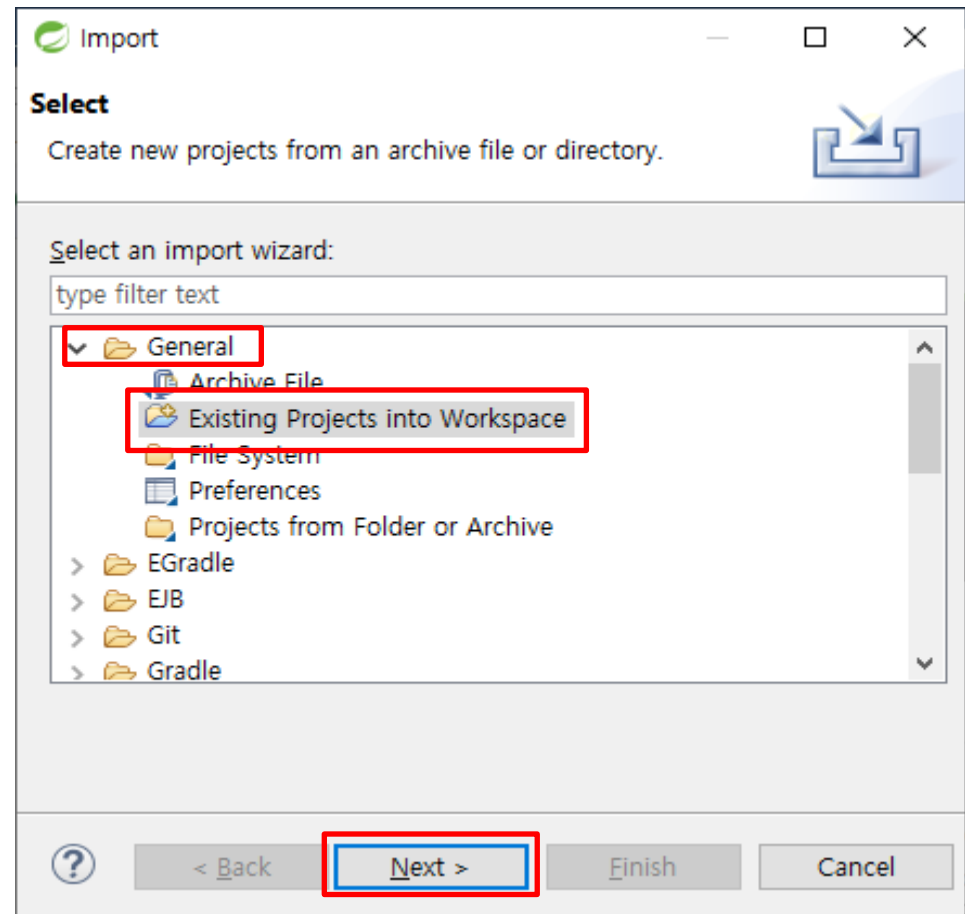 Import
Select
Create new projects from an archive file or directory.
Select an import wizard:
type filter text
General
Archive File
Existing Projects into Workspace
File System
Preferences
Projects from Folder or Archive
EGradle
EJB
Git
Gradle
? < Back Next > Finish Cancel